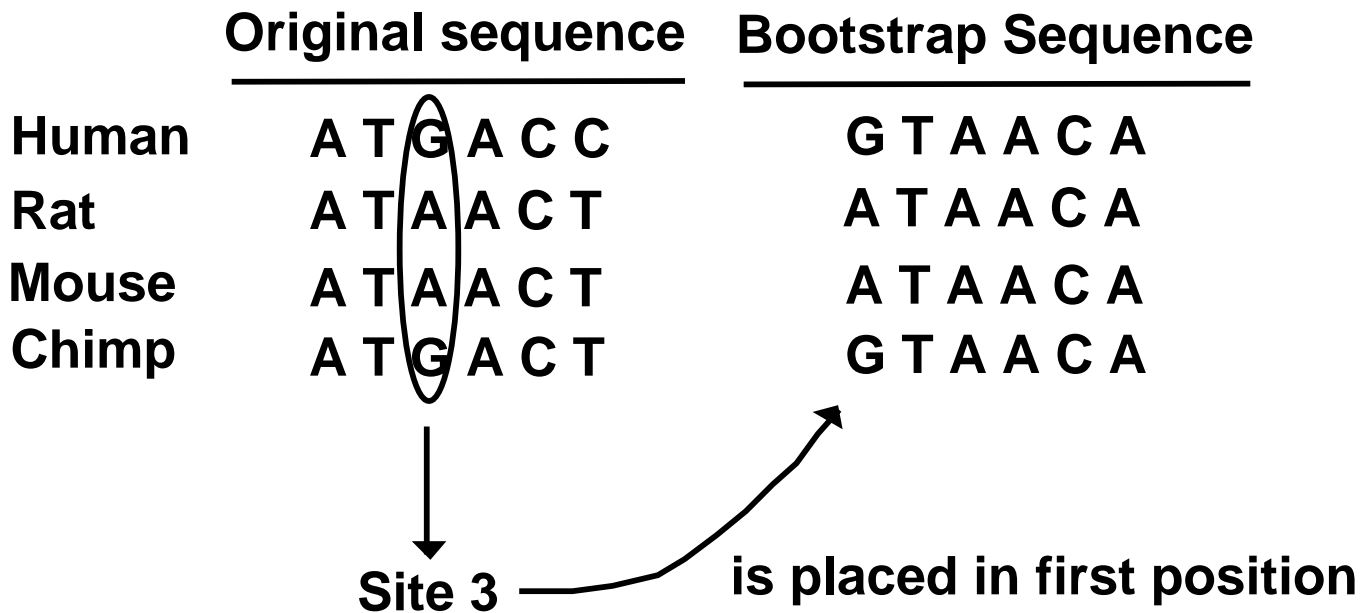 Original sequence Bootstrap Sequence
Human A T G A C C G T A A C A
Rat A T A A C T A T A A C A
Mouse A T A A C T A T A A C A
Chimp A T G A C T G T A A C A
Site 3 is placed in first position